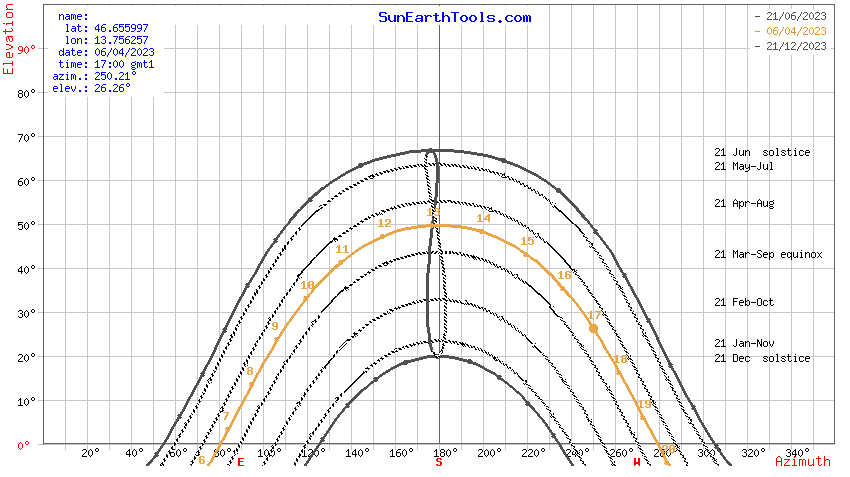 SunEarthTools.com
name:
lat: 46.655997
lon: 13.756257
date: 06/04/2023
time: 17:00 gmt1
azim.: 250.21°
elev.: 26.26°
- 21/06/2023
- 06/04/2023
- 21/12/2023
Elevation
90°
80°
70°
60°
50°
40°
30°
20°
10°
0°
21 Jun solstice
21 May-Jul
21 Apr-Aug
21 Mar-Sep equinox
21 Feb-Oct
21 Jan-Nov
21 Dec solstice
6
7
8
9
10
11
12
13
14
15
16
17
18
19
20
20° 40° 60° 80° 100° 120° 140° 160° 180° 200° 220° 240° 260° 280° 300° 320° 340°
E S W Azimuth